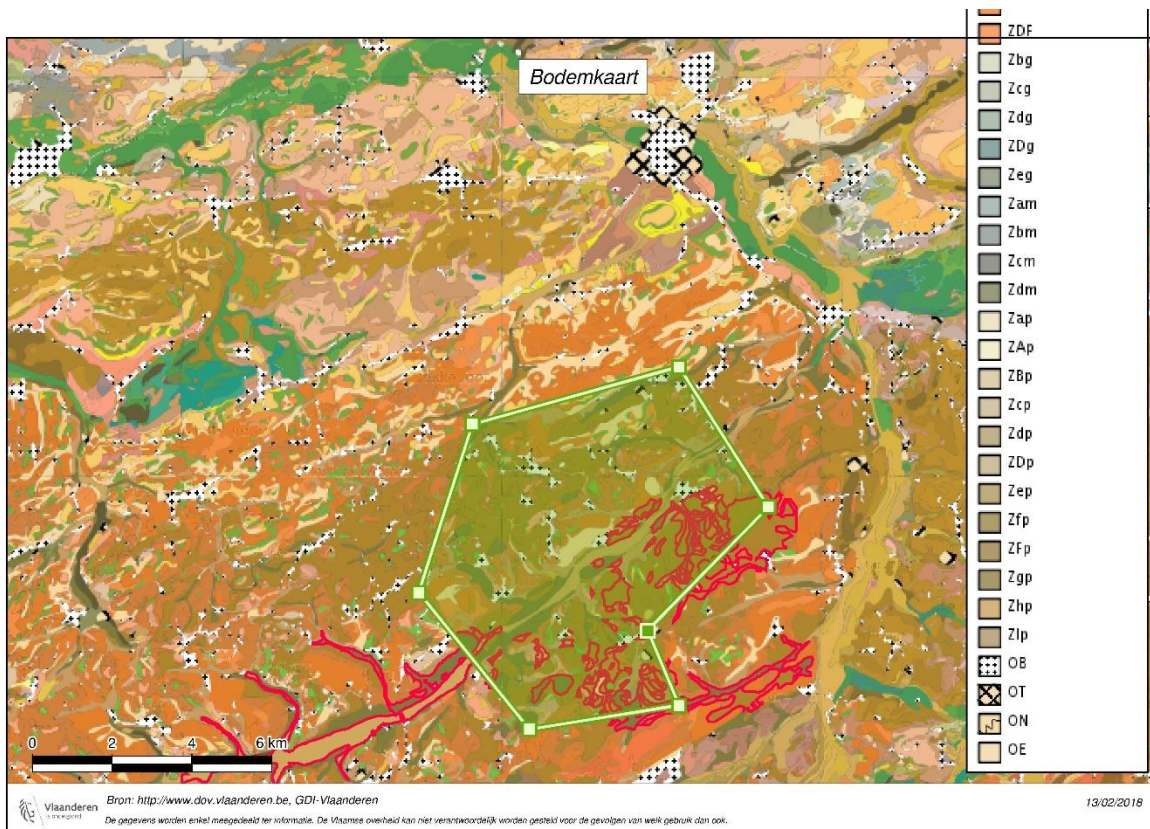 Bodemkaart
ZDF
Zbg
Zcg
Zdg
ZDg
Zeg
Zam
Zbm
Zcm
Zdm
Zap
ZAp
ZBp
Zcp
Zdp
ZDp
Zep
Zfp
ZFp
Zgp
Zhp
Zlp
OB
OT
ON
OE
0 2 4 6 km
Vlaanderen
Bron: http://www.dov.vlaanderen.be, GDI-Vlaanderen
13/02/2018
De gegevens worden enkel meegedeeld ter informatie. De Vlaamse overheid kan niet verantwoordelijk worden gesteld voor de gevolgen van welk gebruik dan ook.